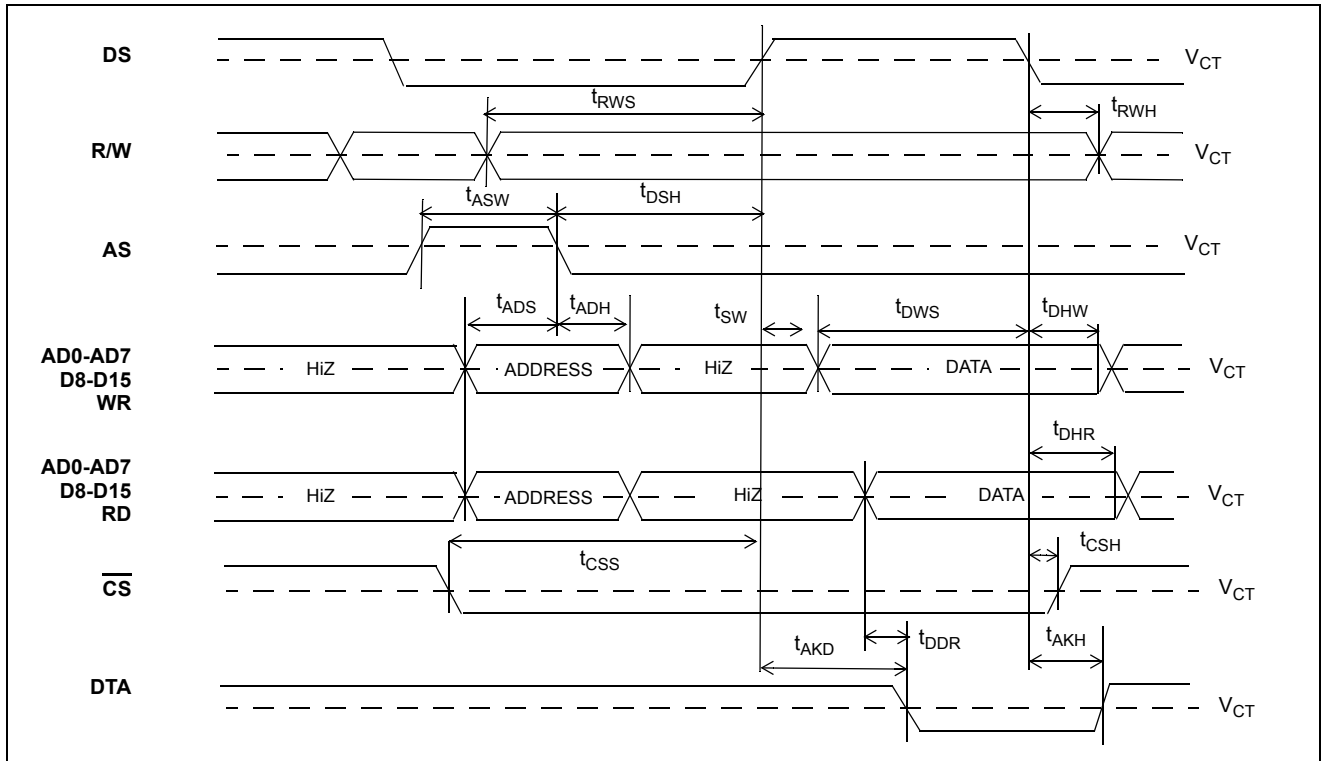 DS
V_CT
t_RWS
t_RWH
R/W
V_CT
t_ASW
t_DSH
AS
V_CT
t_ADS
t_ADH
t_SW
t_DWS
t_DHW
AD0-AD7
D8-D15
WR
HiZ
ADDRESS
HiZ
DATA
V_CT
t_DHR
AD0-AD7
D8-D15
RD
HiZ
ADDRESS
HiZ
DATA
V_CT
t_CSS
t_CSH
C̅S̅
V_CT
t_AKD
t_DDR
t_AKH
DTA
V_CT